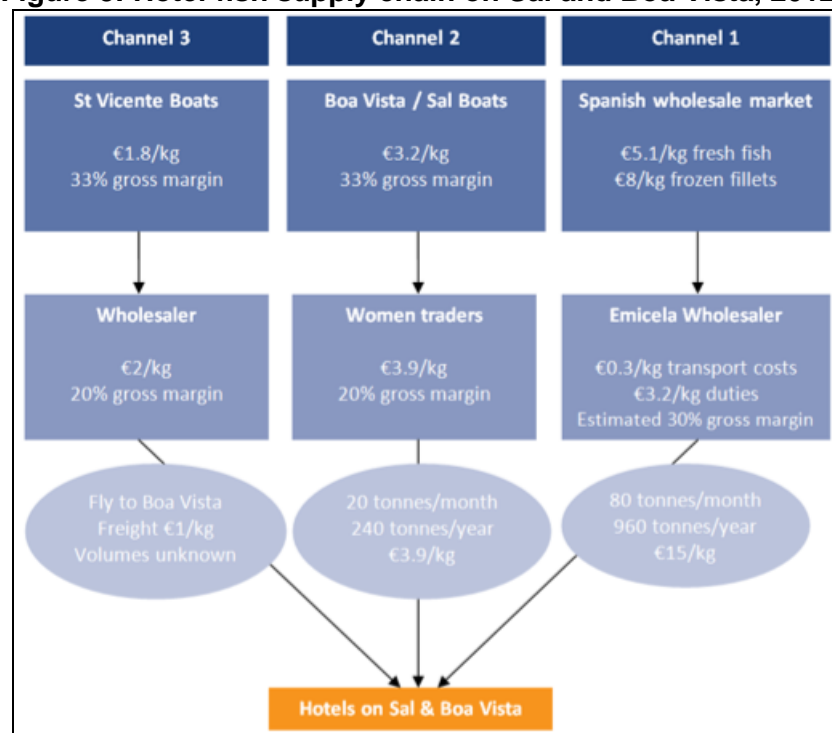 Channel 3
Channel 2
Channel 1
St Vicente Boats
€1.8/kg
33% gross margin
Boa Vista / Sal Boats
€3.2/kg
33% gross margin
Spanish wholesale market
€5.1/kg fresh fish
€8/kg frozen fillets
Wholesaler
€2/kg
20% gross margin
Women traders
€3.9/kg
20% gross margin
Emicela Wholesaler
€0.3/kg transport costs
€3.2/kg duties
Estimated 30% gross margin
Fly to Boa Vista
Freight €1/kg
Volumes unknown
20 tonnes/month
240 tonnes/year
€3.9/kg
80 tonnes/month
960 tonnes/year
€15/kg
Hotels on Sal & Boa Vista